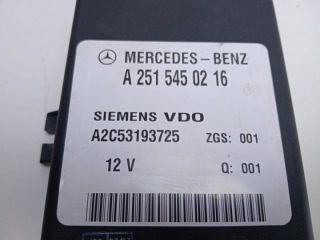 MERCEDES-BENZ
A 251 545 02 16
SIEMENS VDO
A2C53193725 ZGS: 001
12 V Q: 001